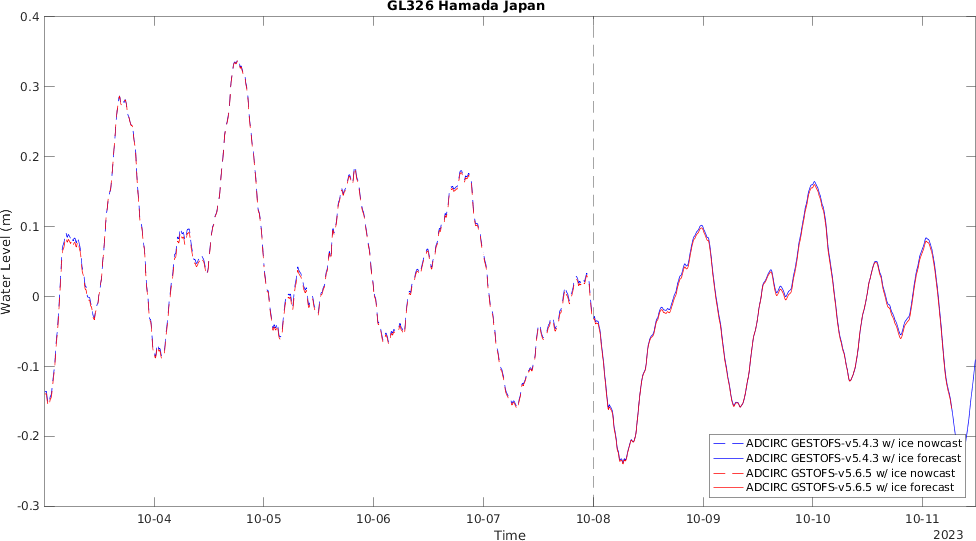 GL326 Hamada Japan
0.4
0.3
0.2
0.1
0
-0.1
-0.2
-0.3
Water Level (m)
ADCIRC GESTOFS-v5.4.3 w/ ice nowcast
ADCIRC GESTOFS-v5.4.3 w/ ice forecast
ADCIRC GSTOFS-v5.6.5 w/ ice nowcast
ADCIRC GSTOFS-v5.6.5 w/ ice forecast
10-04 10-05 10-06 10-07 10-08 10-09 10-10 10-11
Time
2023